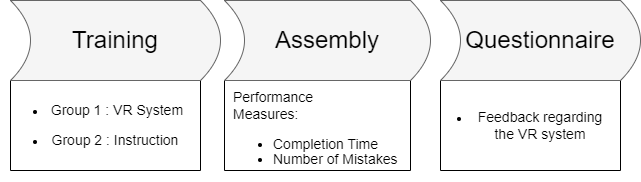 Training
Group 1 : VR System
Group 2 : Instruction
Assembly
Performance
Measures:
Completion Time
Number of Mistakes
Questionnaire
Feedback regarding
the VR system